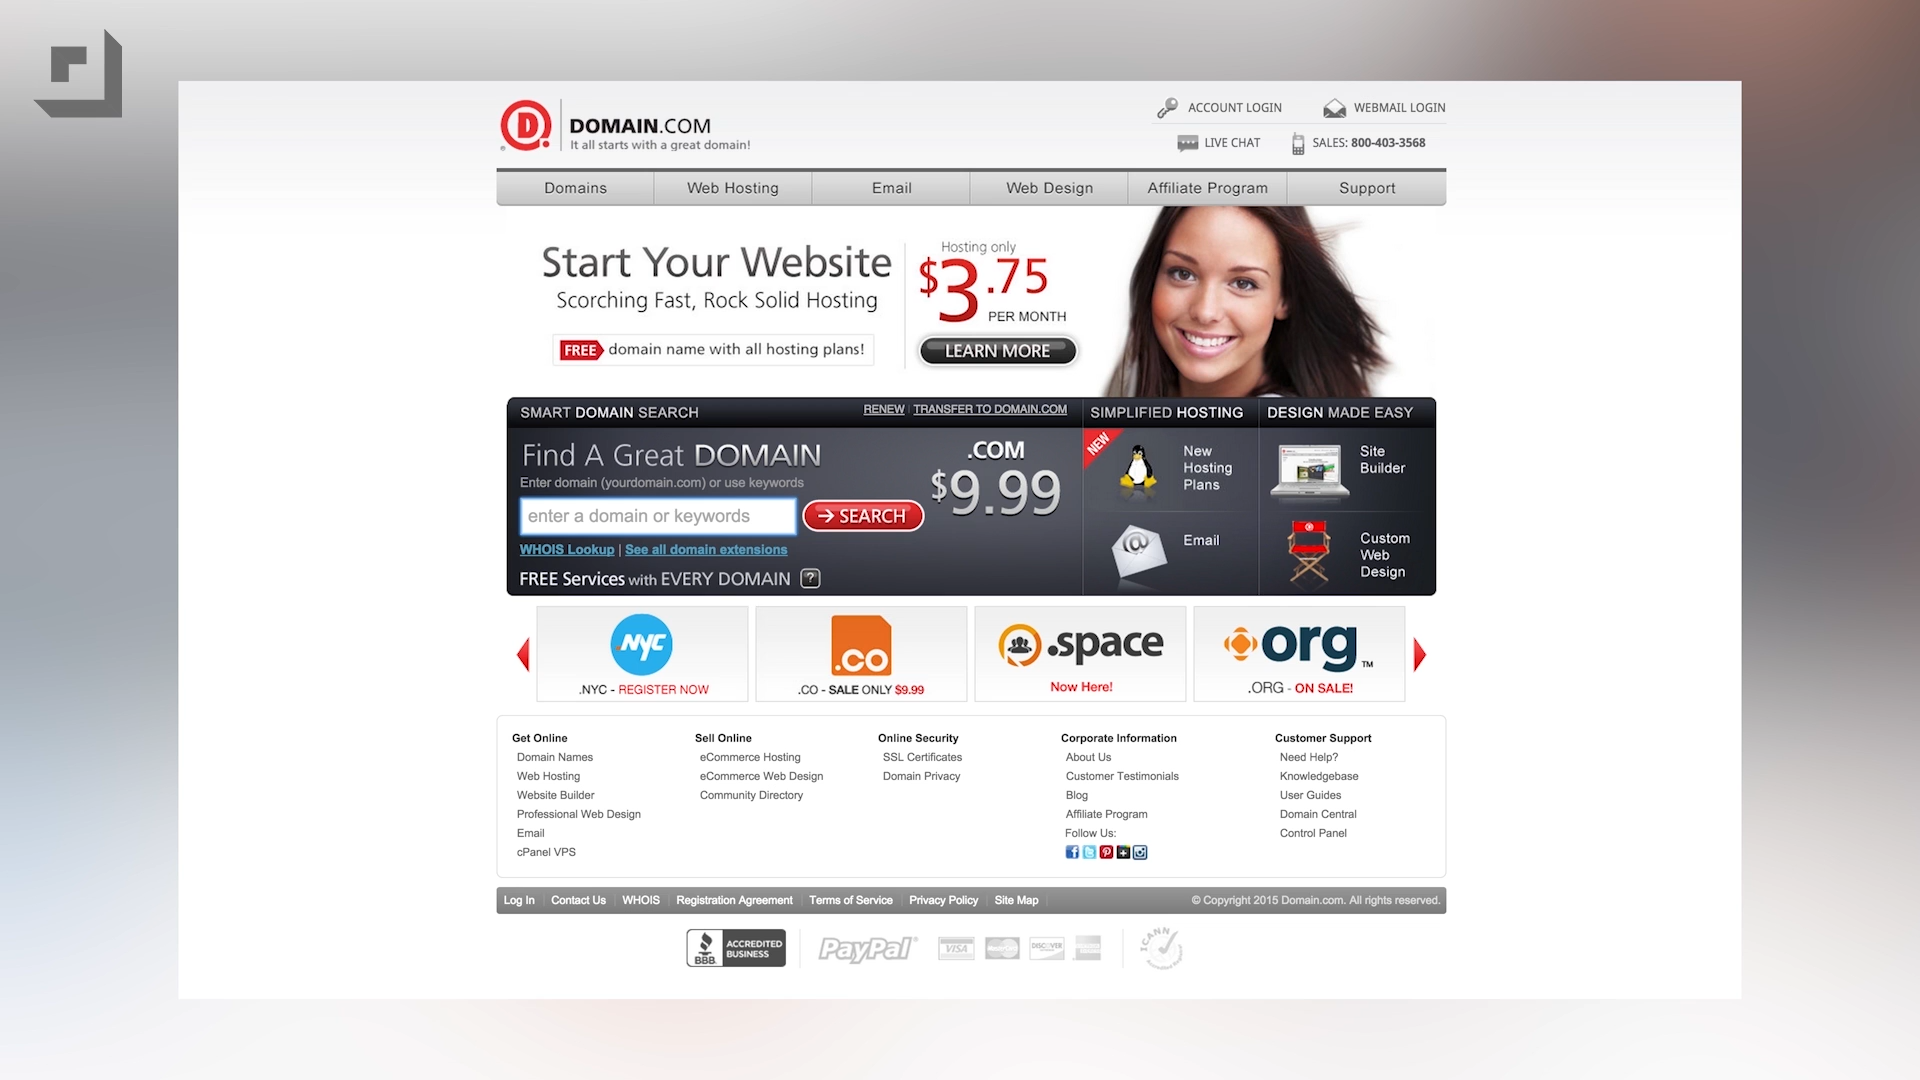 DOMAIN.COM
It all starts with a great domain!
ACCOUNT LOGIN
WEBMAIL LOGIN
LIVE CHAT
SALES: 800-403-3568
Domains
Web Hosting
Email
Web Design
Affiliate Program
Support
Start Your Website
Scorching Fast, Rock Solid Hosting
FREE domain name with all hosting plans!
Hosting only
$3.75
PER MONTH
LEARN MORE
SMART DOMAIN SEARCH
RENEW | TRANSFER TO DOMAIN.COM
Find A Great DOMAIN
Enter domain (yourdomain.com) or use keywords
enter a domain or keywords
SEARCH
WHOIS Lookup | See all domain extensions
FREE Services with EVERY DOMAIN ?
.COM
$9.99
SIMPLIFIED HOSTING
NEW
New
Hosting
Plans
@
Email
DESIGN MADE EASY
Site
Builder
Custom
Web
Design
.NYC
.NYC - REGISTER NOW
.CO
.CO - SALE ONLY $9.99
.space
Now Here!
org TM
.ORG - ON SALE!
Get Online
Domain Names
Web Hosting
Website Builder
Professional Web Design
Email
cPanel VPS
Sell Online
eCommerce Hosting
eCommerce Web Design
Community Directory
Online Security
SSL Certificates
Domain Privacy
Corporate Information
About Us
Customer Testimonials
Blog
Affiliate Program
Follow Us:
Customer Support
Need Help?
Knowledgebase
User Guides
Domain Central
Control Panel
Log In
Contact Us
WHOIS
Registration Agreement
Terms of Service
Privacy Policy
Site Map
© Copyright 2015 Domain.com. All rights reserved.
BBB
ACCREDITED
BUSINESS
PayPal
VISA
MasterCard
DISCOVER
ICANN